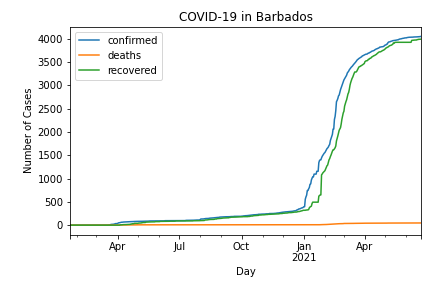 COVID-19 in Barbados
confirmed
deaths
recovered
Number of Cases
4000
3500
3000
2500
2000
1500
1000
500
0
Apr
Jul
Oct
Jan
2021
Apr
Day